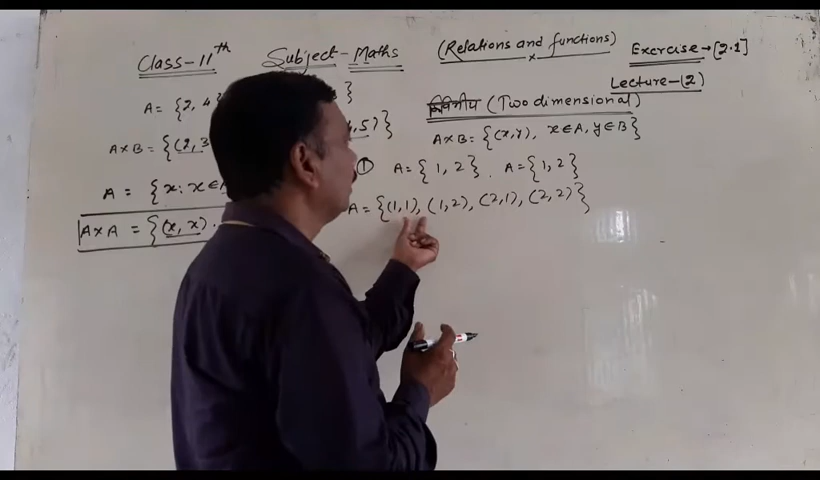 Class-11th Subject-Maths (Relations and functions) Excercise→[2.1]
Lecture-(2)
A = {2, 4 }
द्विविमीय (Two dimensional)
,5)}
A×B = {(2,3
A×B = {(x,y), x∈A, y∈B}
① A = {1, 2}. A = {1, 2}
A = {x: x∈A
A = {(1,1), (1,2), (2,1), (2,2)}
A×A = {(x, x).